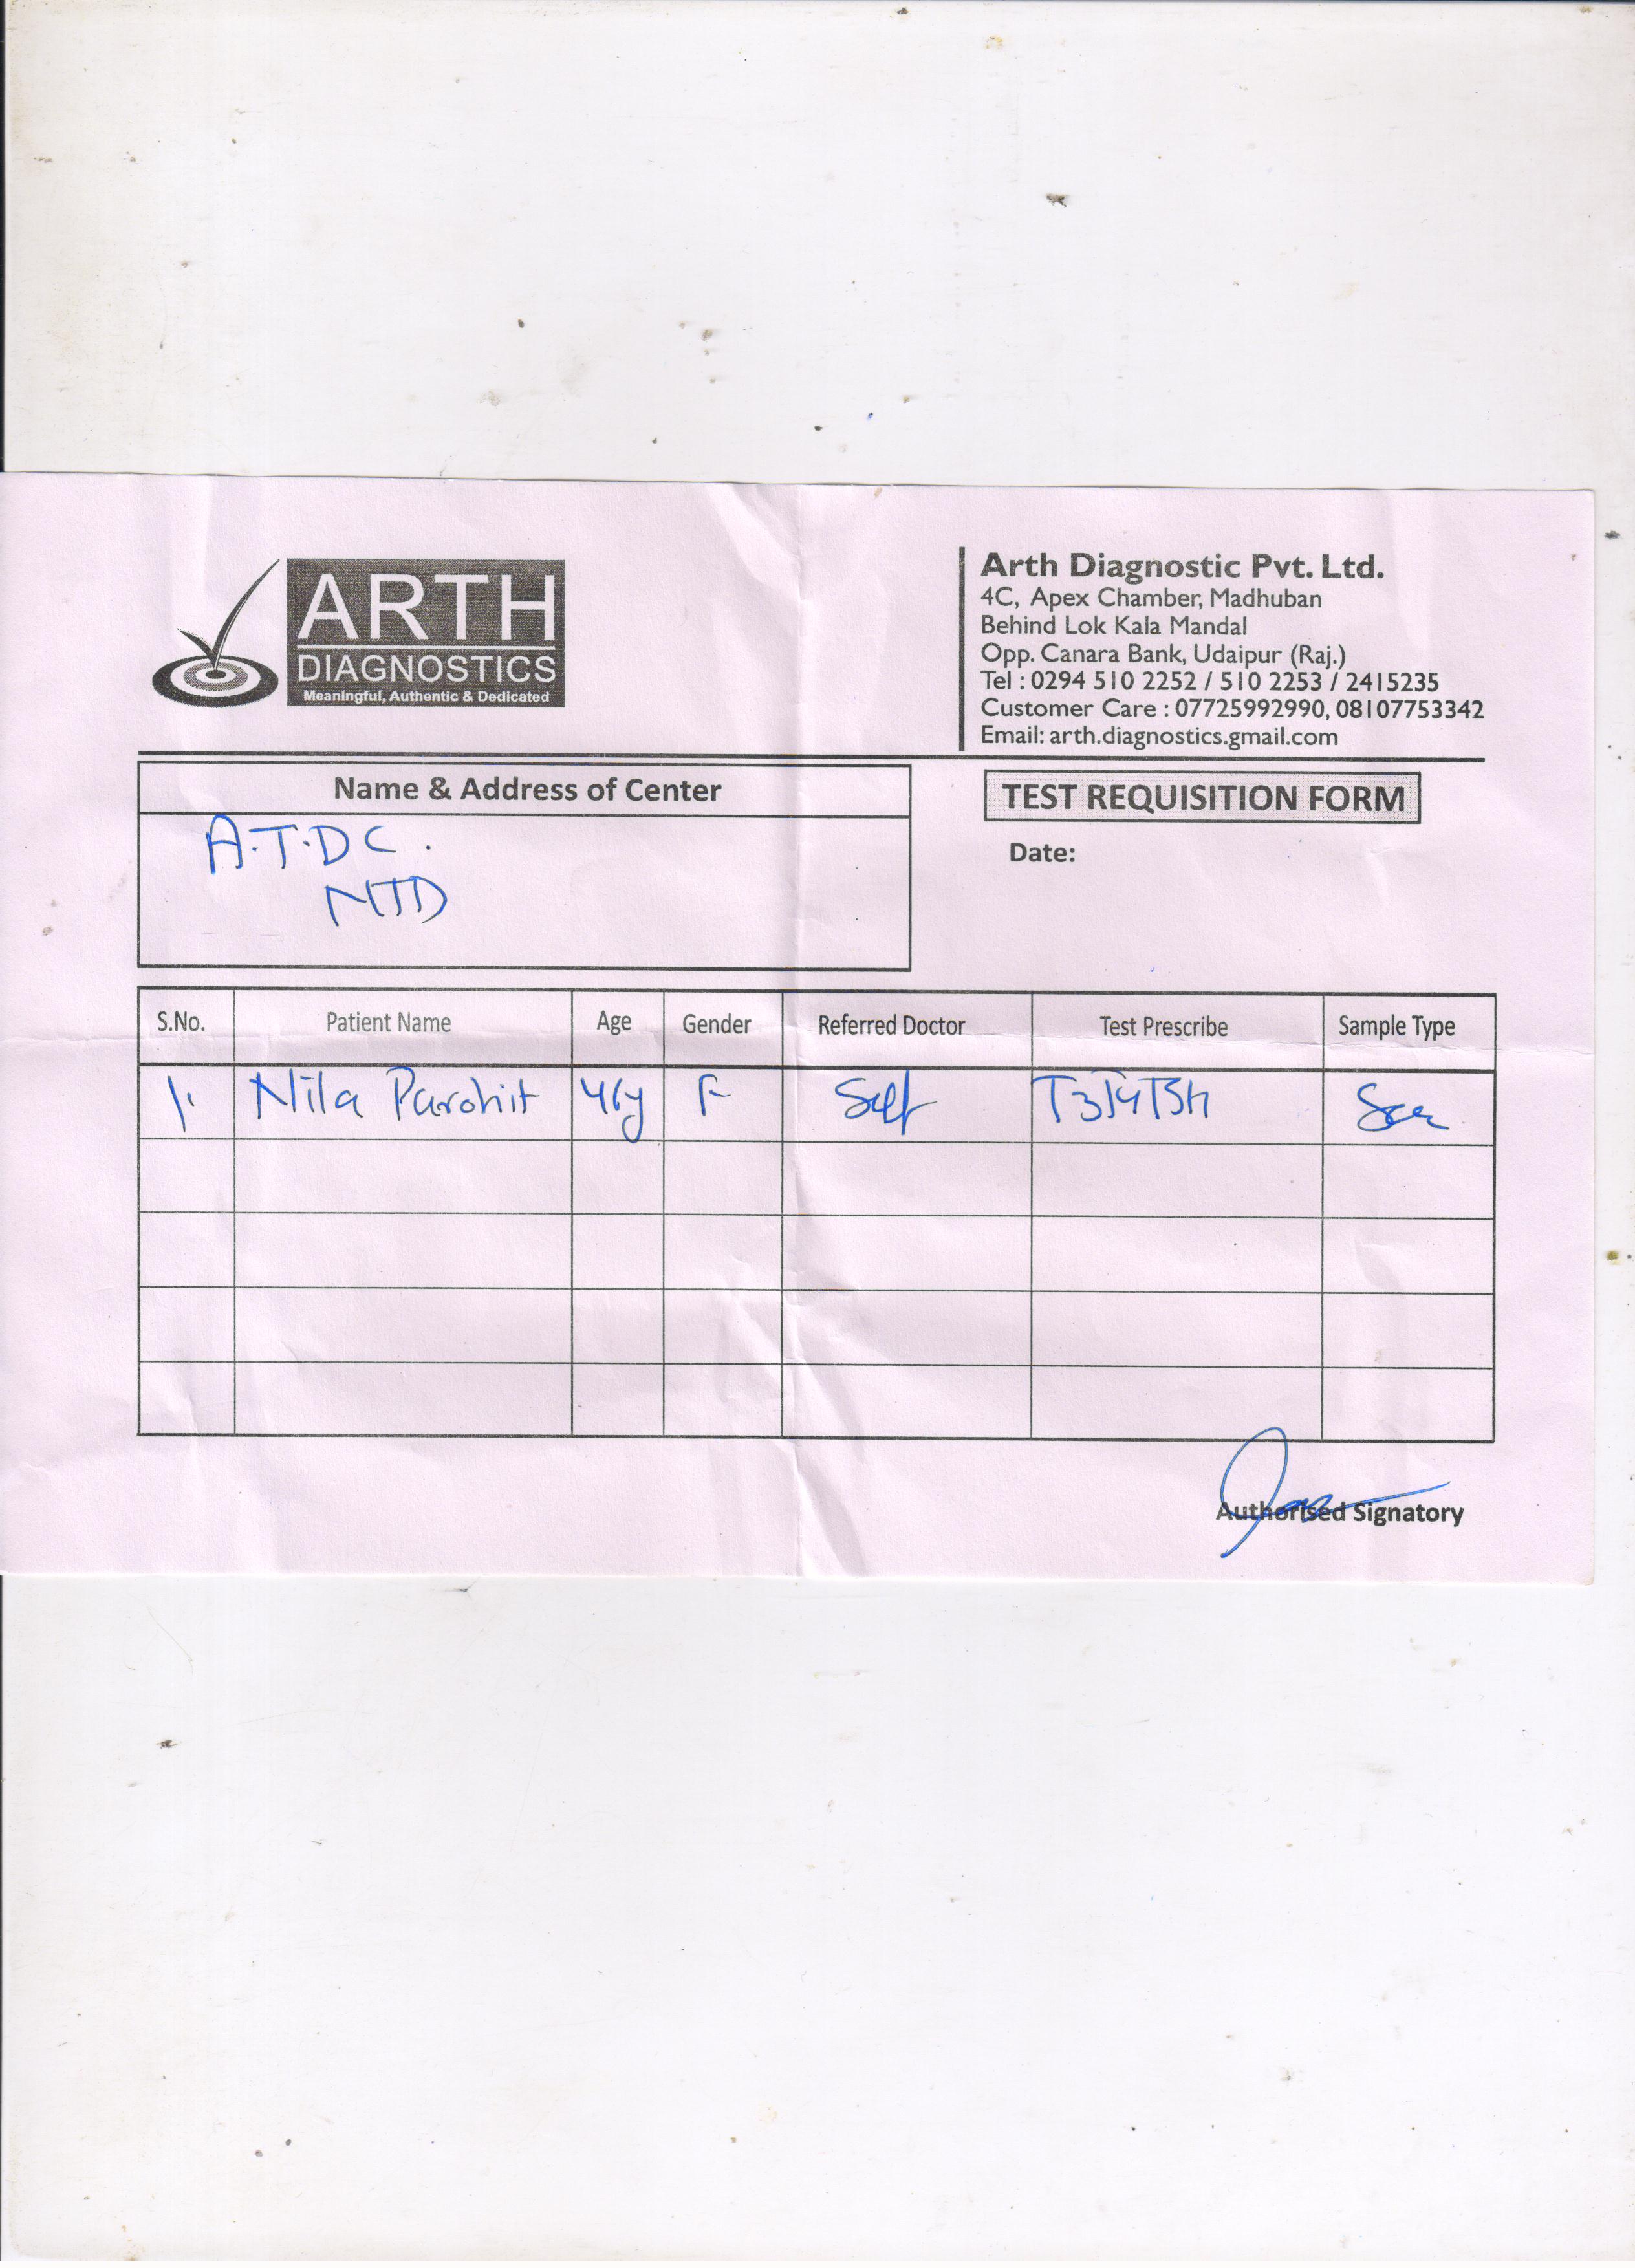 ARTH
DIAGNOSTICS
Meaningful, Authentic & Dedicated
Arth Diagnostic Pvt. Ltd.
4C, Apex Chamber, Madhuban
Behind Lok Kala Mandal
Opp. Canara Bank, Udaipur (Raj.)
Tel : 0294 510 2252 / 510 2253 / 2415235
Customer Care : 07725992990, 08107753342
Email: arth.diagnostics.gmail.com
Name & Address of Center
TEST REQUISITION FORM
A.T.D.C.
NTD
Date:
S.No. Patient Name Age Gender Referred Doctor Test Prescribe Sample Type
1. Nila Parohit F Self T3T4TSH
Authorised Signatory